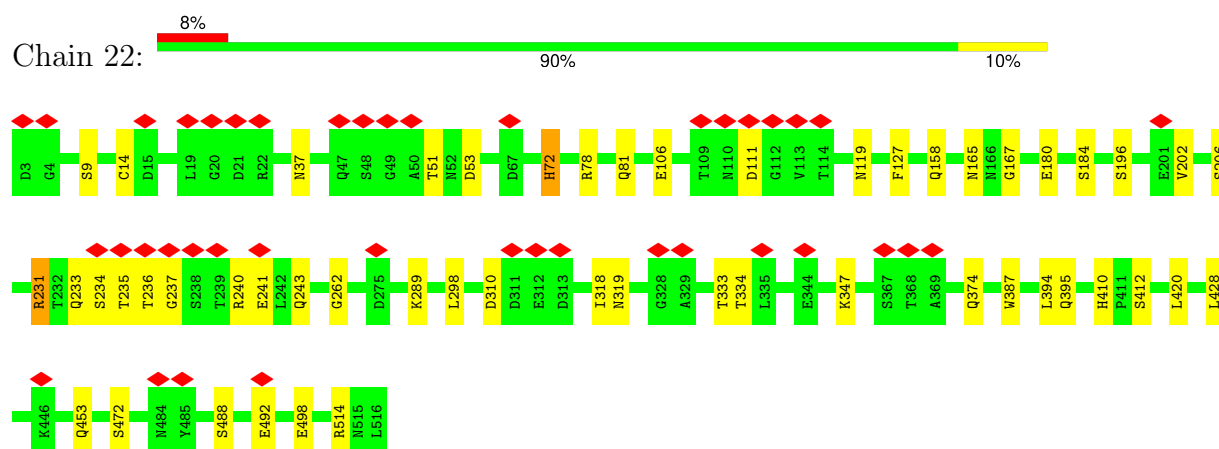 8%
Chain 22:
90% 10%
D3 G4 S9 C14 D15 L19 G20 D21 R22 N37 Q47 S48 G49 A50 T51 N52 D53 D67 H72 R78 Q81 E106 T109 N110 D111 G112 V113 T114 N119 F127 Q158 N165 N166 G167 E180 S184 S196 E201 V202
R231 T232 Q233 S234 T235 T236 G237 S238 T239 R240 E241 L242 Q243 G262 D275 K289 L298 D310 D311 E312 D313 I318 N319 G328 A329 T333 T334 L335 E344 K347 S367 T368 A369 Q374 W387 L394 Q395 H410 P411 S412 L420 L428
K446 Q453 S472 N484 Y485 S488 E492 E498 R514 N515 L516